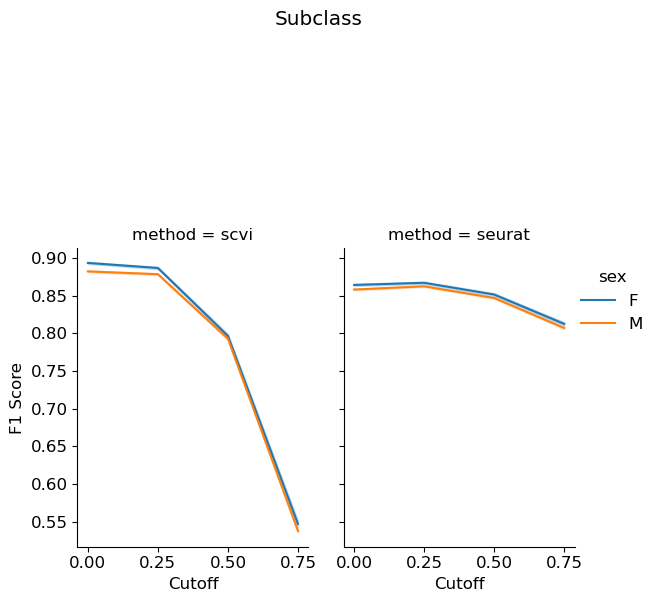 Subclass
method = scvi
method = seurat
0.90
0.85
0.80
0.75
0.70
0.65
0.60
0.55
F1 Score
0.00 0.25 0.50 0.75
Cutoff
0.00 0.25 0.50 0.75
Cutoff
sex
F
M